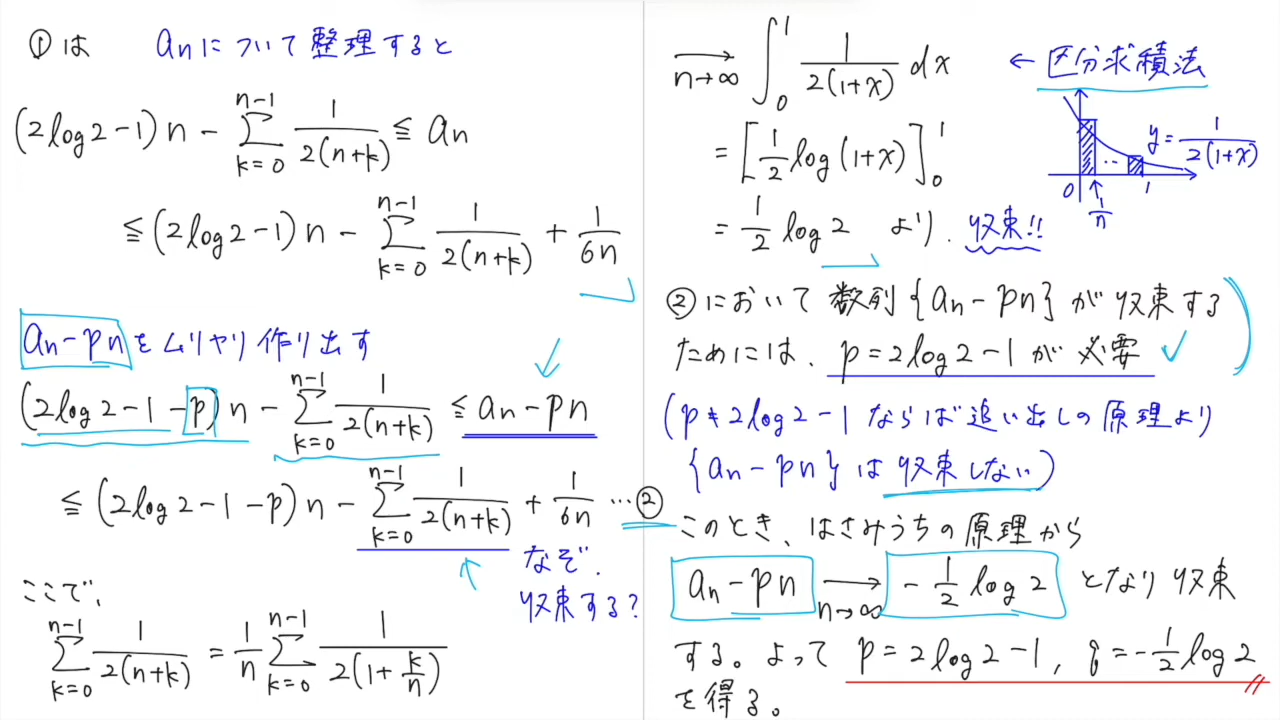 ①は anについて整理すると
(2log2-1)n - Σ_{k=0}^{n-1} 1/2(n+k) ≦ an
≦ (2log2-1)n - Σ_{k=0}^{n-1} 1/2(n+k) + 1/6n
an-pnをムリヤリ作り出す
(2log2-1-p)n - Σ_{k=0}^{n-1} 1/2(n+k) ≦ an-pn
≦ (2log2-1-p)n - Σ_{k=0}^{n-1} 1/2(n+k) + 1/6n …②
なぜ、
収束する?
ここで、
Σ_{k=0}^{n-1} 1/2(n+k) = 1/n Σ_{k=0}^{n-1} 1/2(1+k/n)
→_{n→∞} ∫_0^1 1/2(1+x) dx ← 区分求積法
= [1/2 log(1+x)]_0^1
y=1/2(1+x)
0 1/n 1
= 1/2 log2 より、収束!!
②において数列{an-pn}が収束する
ためには、p=2log2-1が必要
(p≠2log2-1ならば追い出しの原理より
{an-pn}は収束しない)
このとき、はさみうちの原理から
an-pn →_{n→∞} -1/2 log2 となり収束
する。よって p=2log2-1, q=-1/2 log2
を得る。